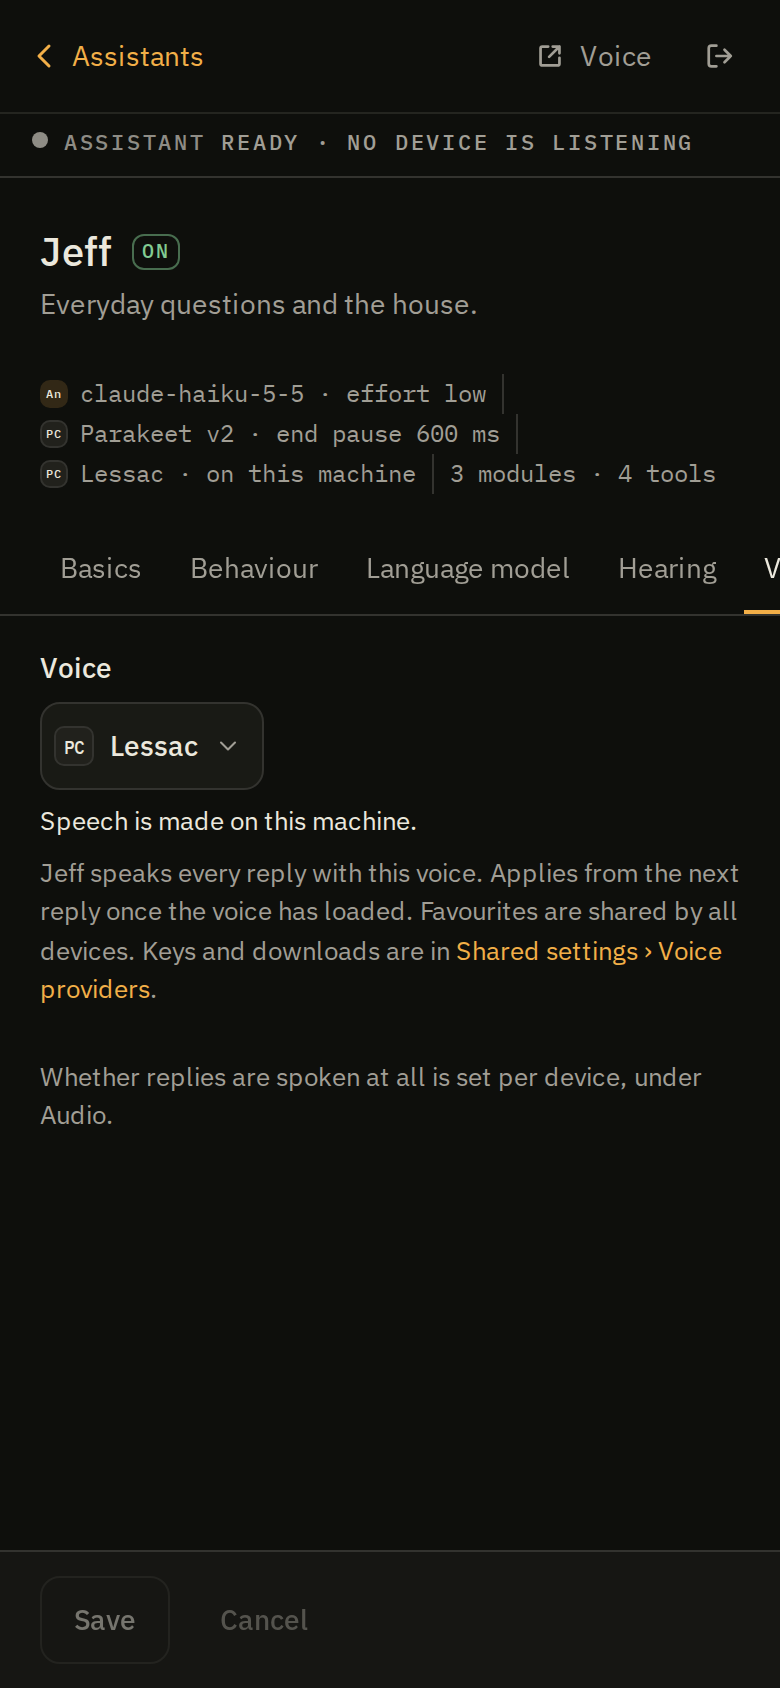 Assistants Voice
ASSISTANT READY · NO DEVICE IS LISTENING
Jeff ON
Everyday questions and the house.
An claude-haiku-5-5 · effort low
PC Parakeet v2 · end pause 600 ms
PC Lessac · on this machine 3 modules · 4 tools
Basics Behaviour Language model Hearing V
Voice
PC Lessac
Speech is made on this machine.
Jeff speaks every reply with this voice. Applies from the next
reply once the voice has loaded. Favourites are shared by all
devices. Keys and downloads are in Shared settings › Voice
providers.
Whether replies are spoken at all is set per device, under
Audio.
Save Cancel